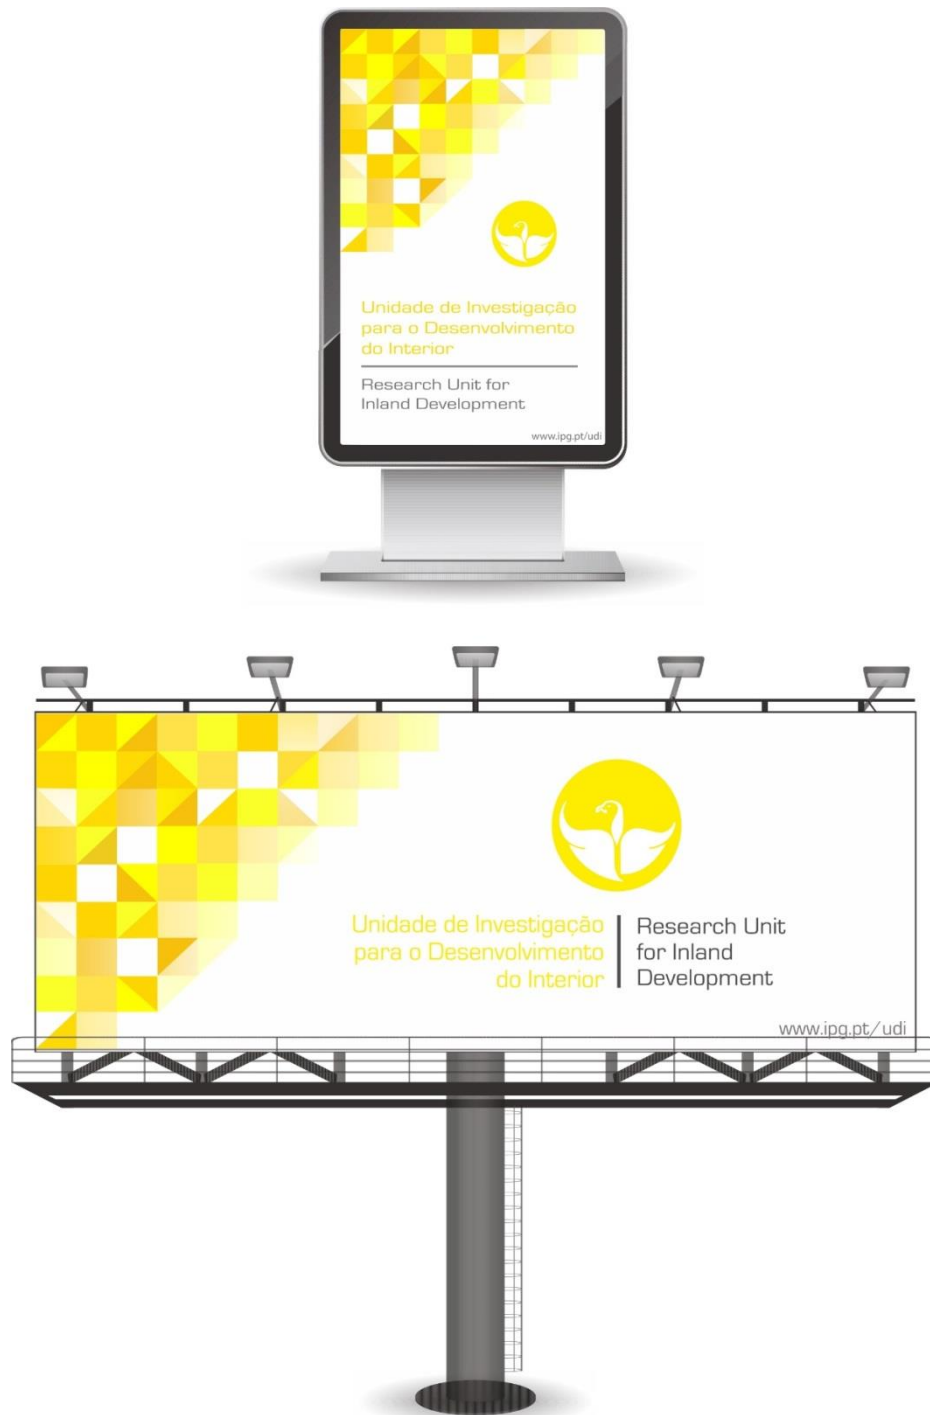 Unidade de Investigação
para o Desenvolvimento
do Interior
Research Unit for
Inland Development
www.ipg.pt/udi
Unidade de Investigação
para o Desenvolvimento
do Interior
Research Unit
for Inland
Development
www.ipg.pt/udi